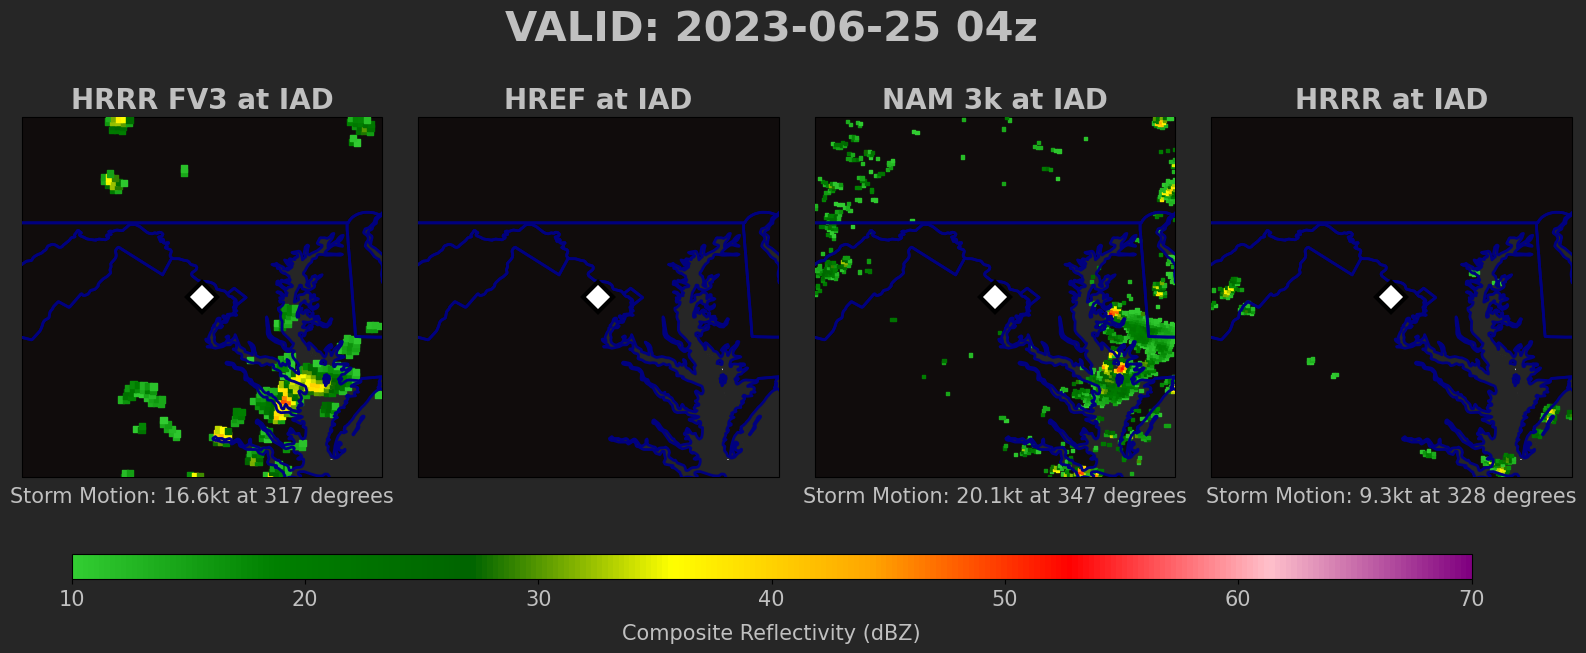 VALID: 2023-06-25 04z
HRRR FV3 at IAD
HREF at IAD
NAM 3k at IAD
HRRR at IAD
Storm Motion: 16.6kt at 317 degrees
Storm Motion: 20.1kt at 347 degrees
Storm Motion: 9.3kt at 328 degrees
10 20 30 40 50 60 70
Composite Reflectivity (dBZ)